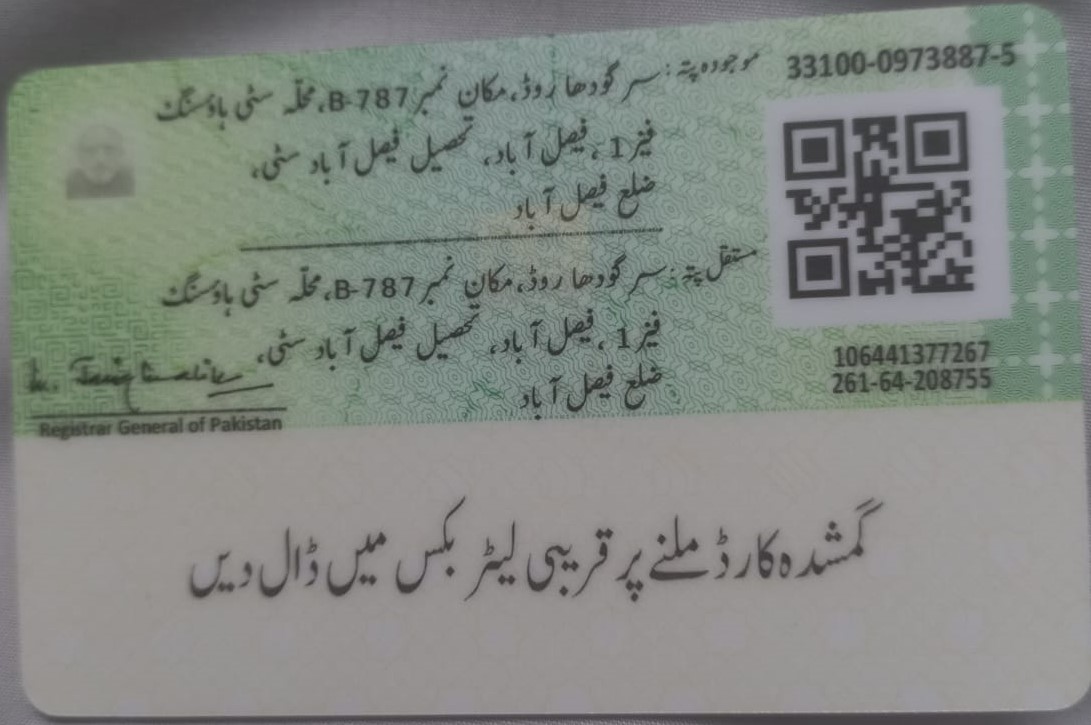 33100-0973887-5
موجودہ پتہ: سرگودھا روڈ، مکان نمبر B-787، محلّہ سٹی ہاؤسنگ
فیز 1، فیصل آباد، تحصیل فیصل آباد سٹی،
ضلع فیصل آباد
مستقل پتہ: سرگودھا روڈ، مکان نمبر B-787، محلّہ سٹی ہاؤسنگ
فیز 1، فیصل آباد، تحصیل فیصل آباد سٹی،
ضلع فیصل آباد
106441377267
261-64-208755
Registrar General of Pakistan
گمشدہ کارڈ ملنے پر قریبی لیٹر بکس میں ڈال دیں